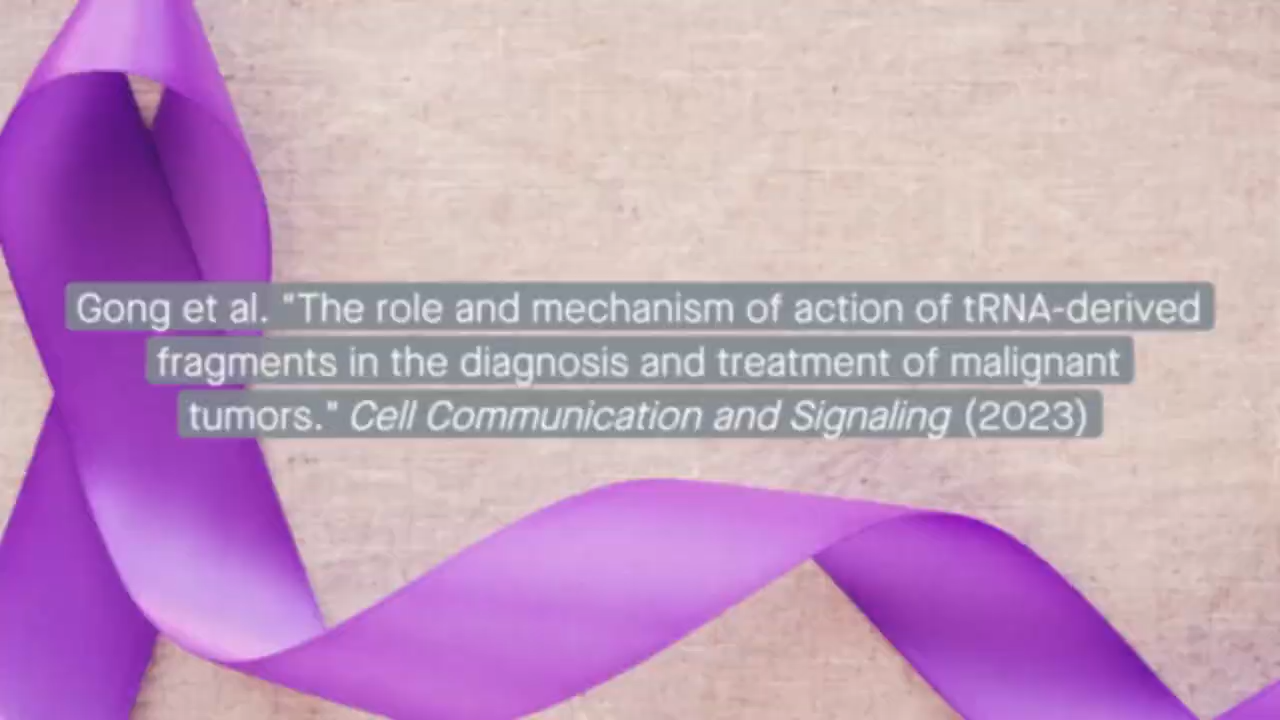 Gong et al. "The role and mechanism of action of tRNA-derived
fragments in the diagnosis and treatment of malignant
tumors." Cell Communication and Signaling (2023)